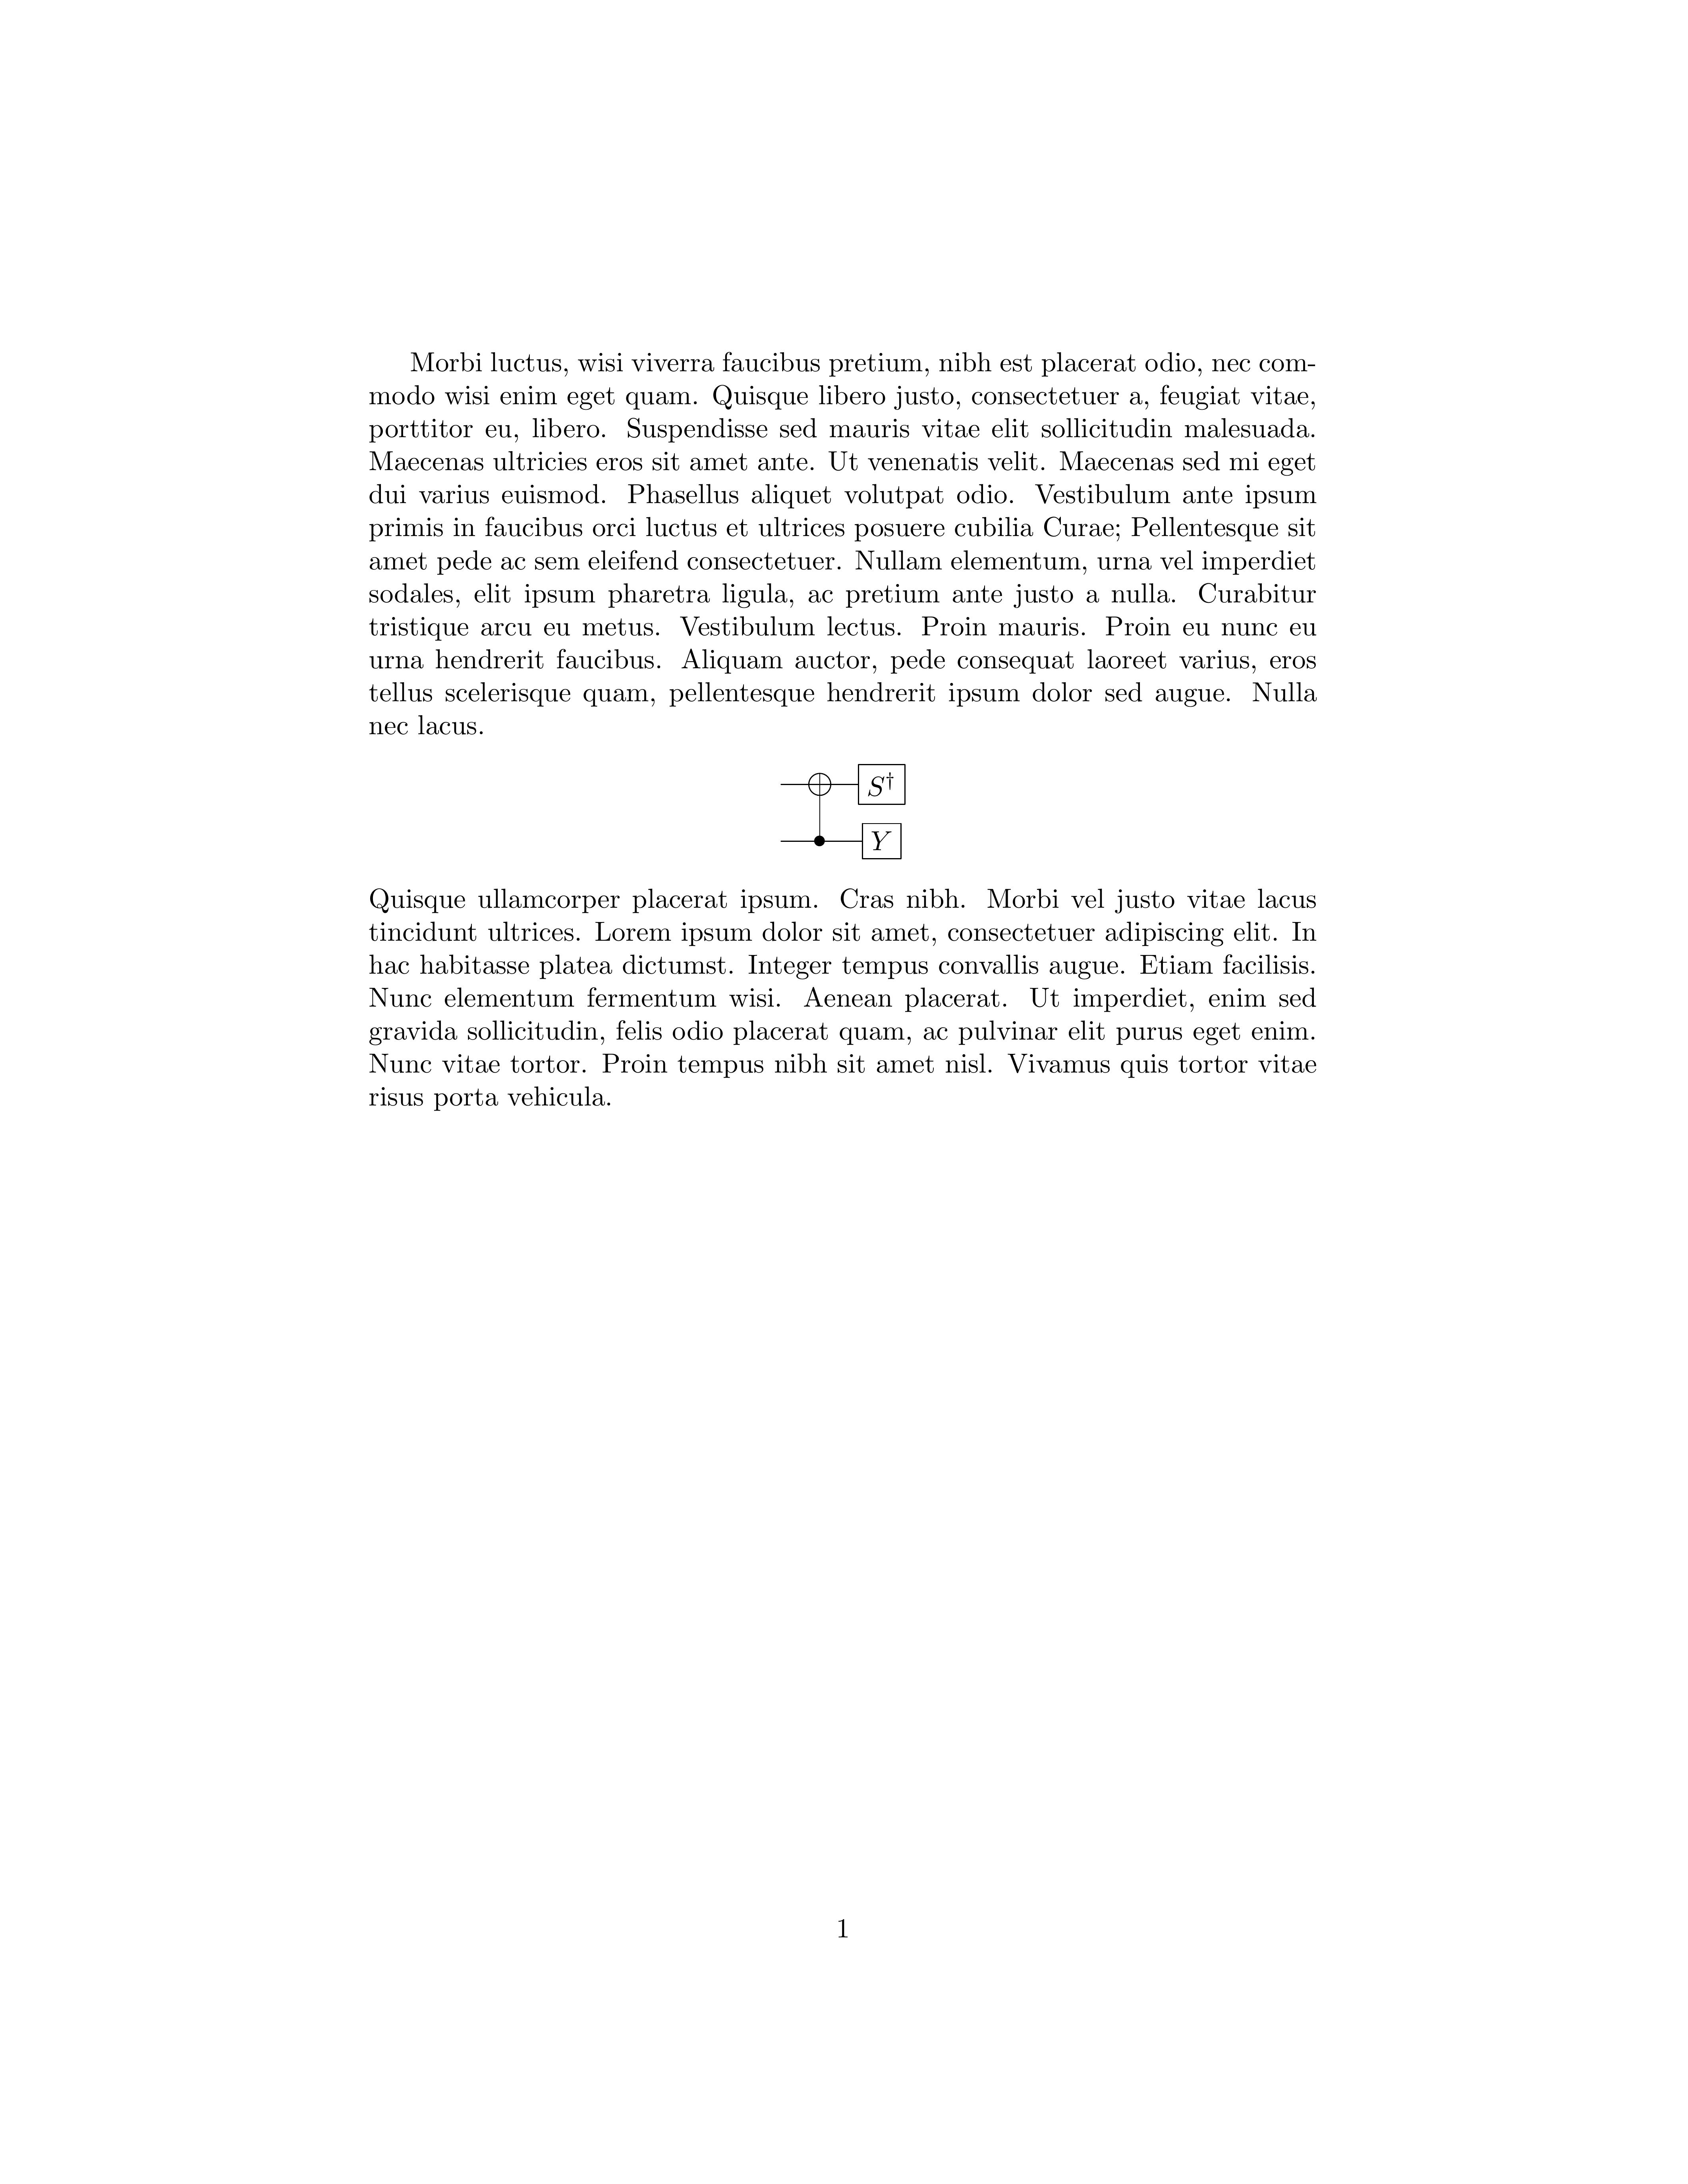 Morbi luctus, wisi viverra faucibus pretium, nibh est placerat odio, nec com-
modo wisi enim eget quam. Quisque libero justo, consectetuer a, feugiat vitae,
porttitor eu, libero. Suspendisse sed mauris vitae elit sollicitudin malesuada.
Maecenas ultricies eros sit amet ante. Ut venenatis velit. Maecenas sed mi eget
dui varius euismod. Phasellus aliquet volutpat odio. Vestibulum ante ipsum
primis in faucibus orci luctus et ultrices posuere cubilia Curae; Pellentesque sit
amet pede ac sem eleifend consectetuer. Nullam elementum, urna vel imperdiet
sodales, elit ipsum pharetra ligula, ac pretium ante justo a nulla. Curabitur
tristique arcu eu metus. Vestibulum lectus. Proin mauris. Proin eu nunc eu
urna hendrerit faucibus. Aliquam auctor, pede consequat laoreet varius, eros
tellus scelerisque quam, pellentesque hendrerit ipsum dolor sed augue. Nulla
nec lacus.
S†
Y
Quisque ullamcorper placerat ipsum. Cras nibh. Morbi vel justo vitae lacus
tincidunt ultrices. Lorem ipsum dolor sit amet, consectetuer adipiscing elit. In
hac habitasse platea dictumst. Integer tempus convallis augue. Etiam facilisis.
Nunc elementum fermentum wisi. Aenean placerat. Ut imperdiet, enim sed
gravida sollicitudin, felis odio placerat quam, ac pulvinar elit purus eget enim.
Nunc vitae tortor. Proin tempus nibh sit amet nisl. Vivamus quis tortor vitae
risus porta vehicula.
1